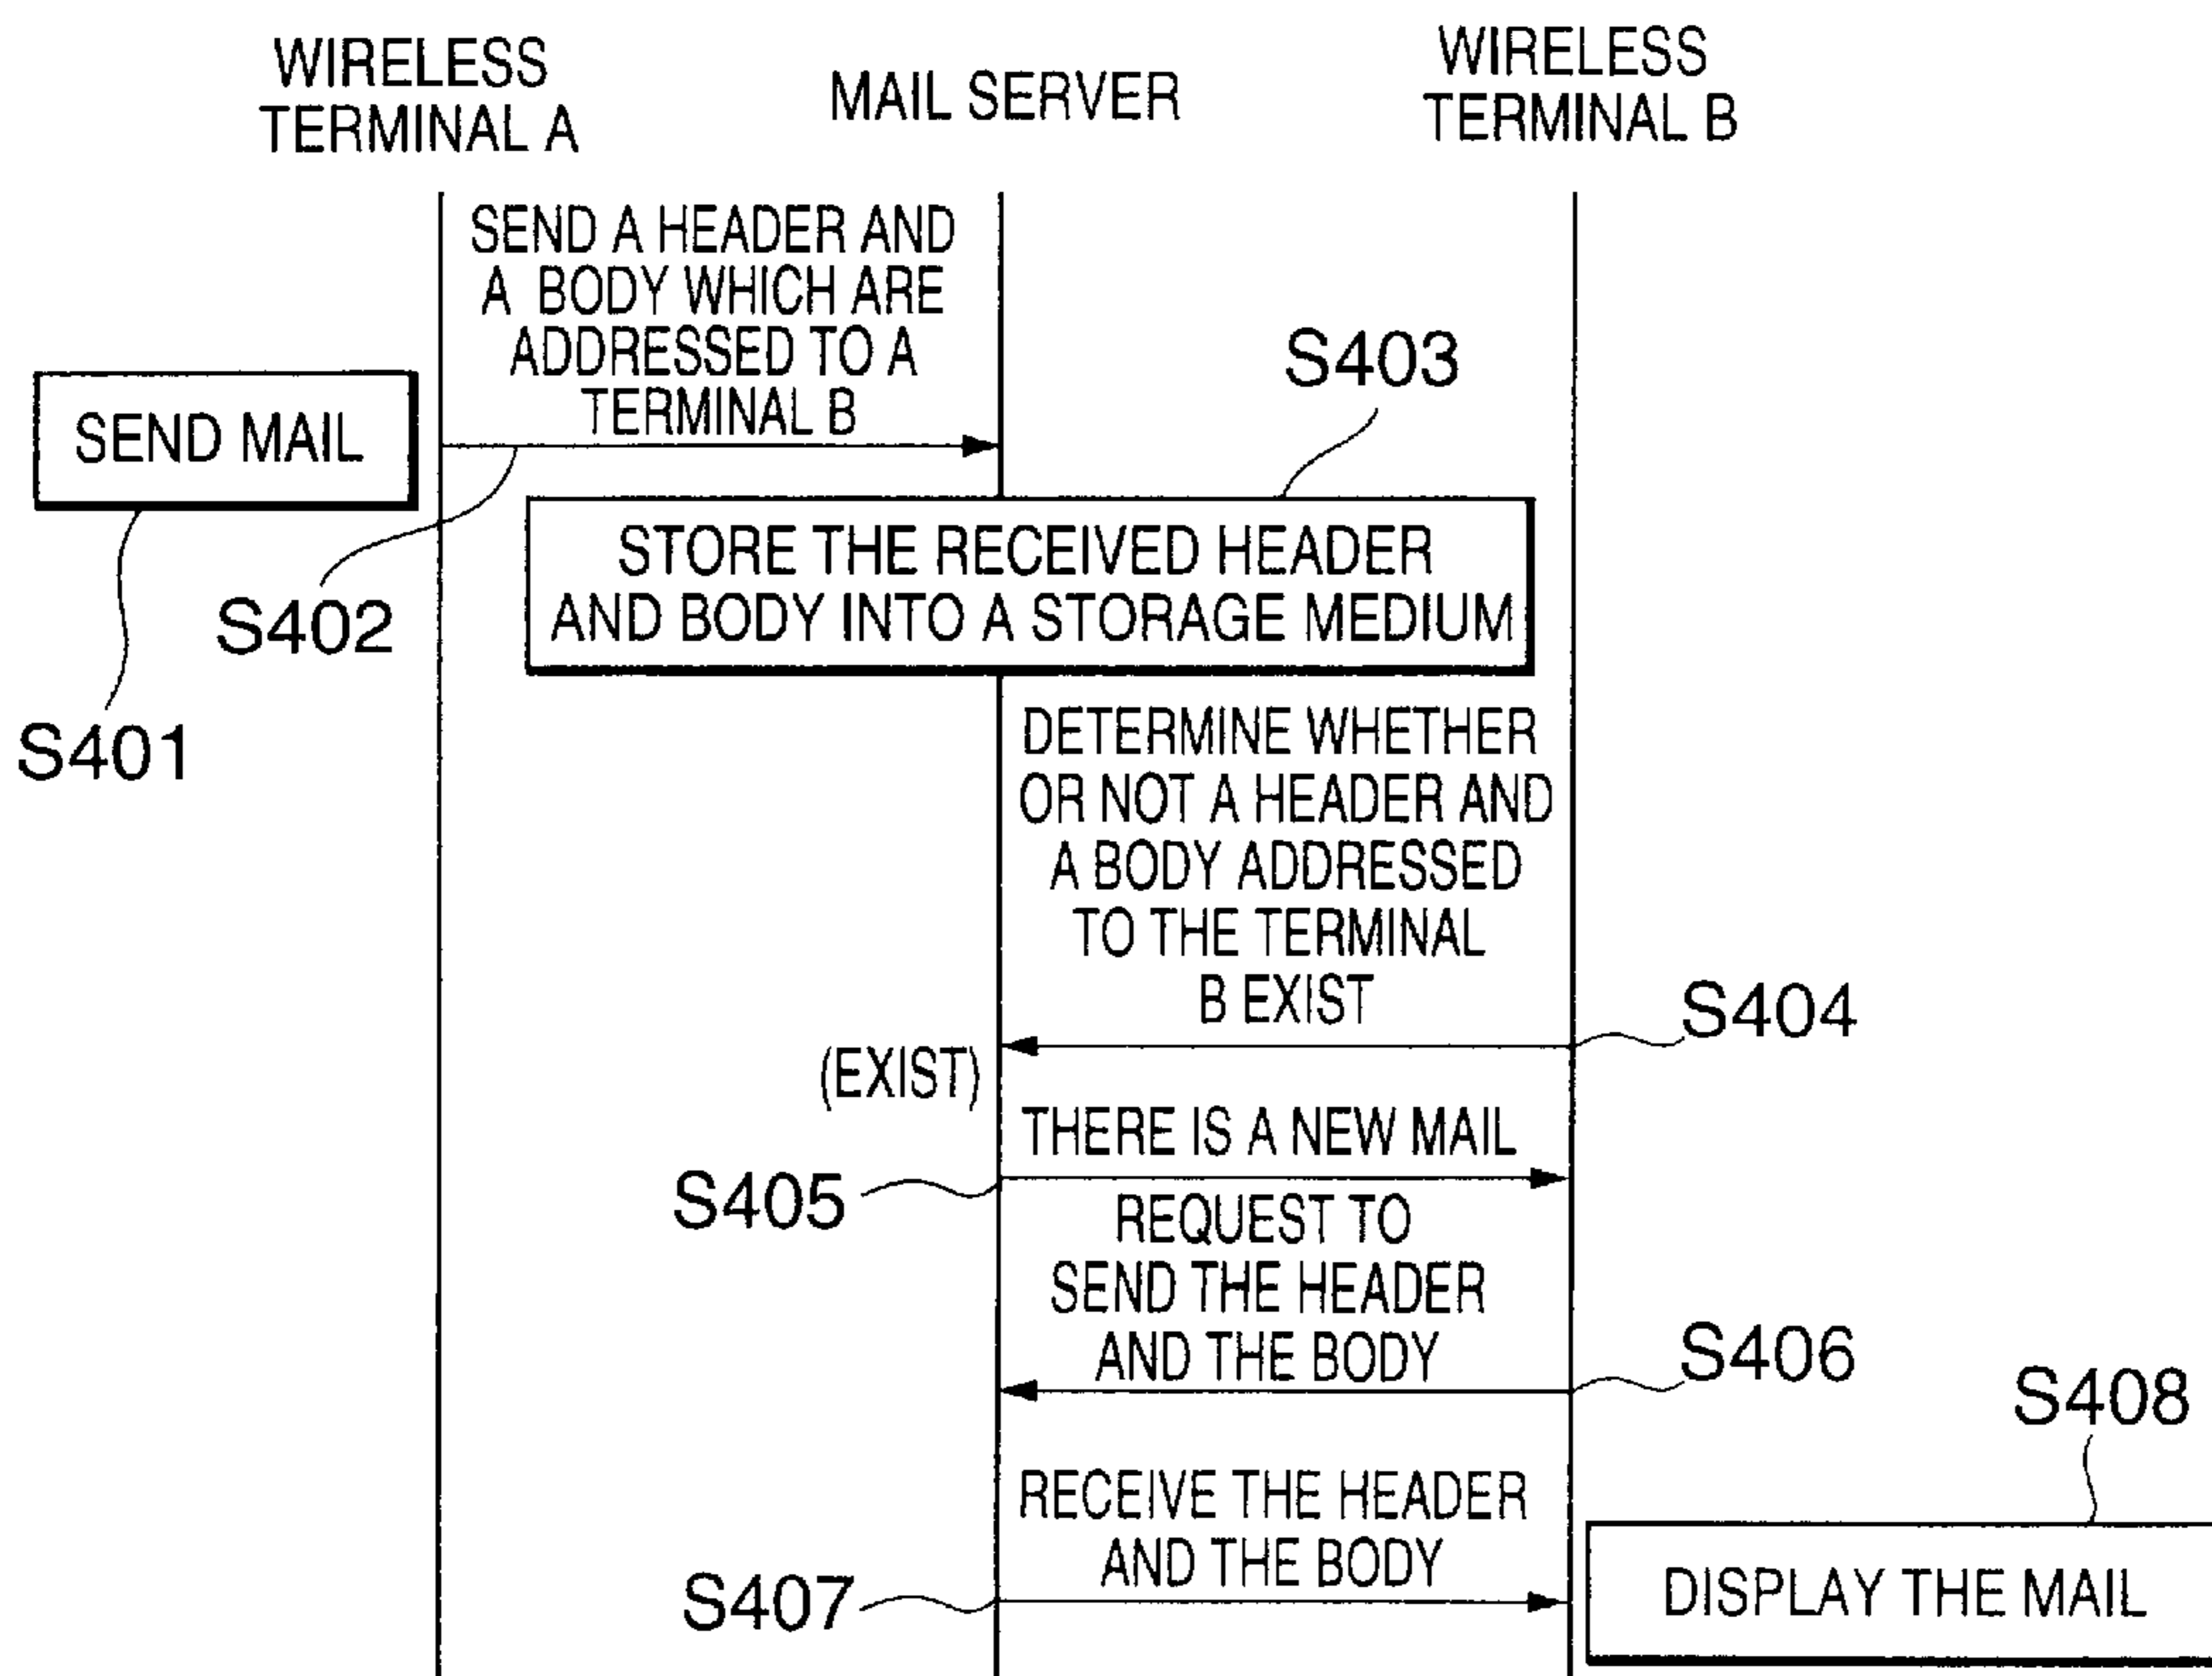 WIRELESS
TERMINAL A
MAIL SERVER
WIRELESS
TERMINAL B
SEND A HEADER AND
A BODY WHICH ARE
ADDRESSED TO A
TERMINAL B
SEND MAIL
S401
S402
S403
STORE THE RECEIVED HEADER
AND BODY INTO A STORAGE MEDIUM
DETERMINE WHETHER
OR NOT A HEADER AND
A BODY ADDRESSED
TO THE TERMINAL
B EXIST
S404
(EXIST)
THERE IS A NEW MAIL
S405
REQUEST TO
SEND THE HEADER
AND THE BODY
S406
S408
RECEIVE THE HEADER
AND THE BODY
S407
DISPLAY THE MAIL